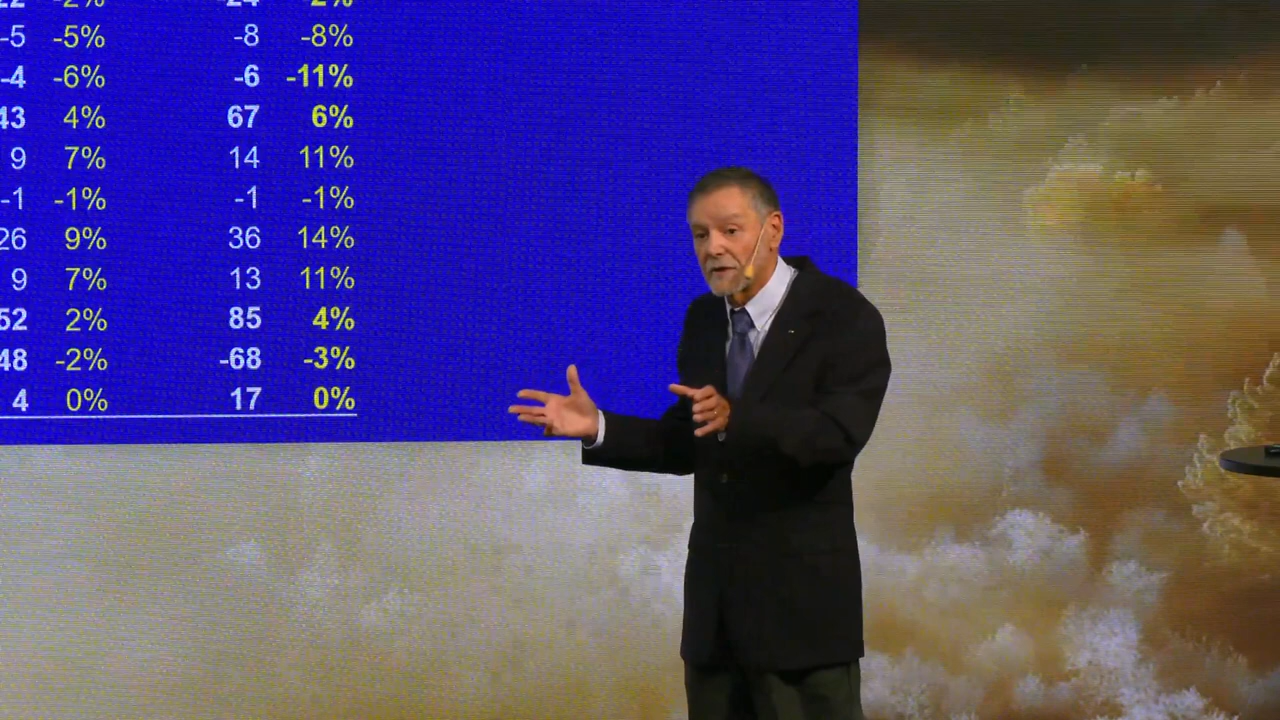 -5 -5% -8 -8%
-4 -6% -6 -11%
43 4% 67 6%
9 7% 14 11%
-1 -1% -1 -1%
26 9% 36 14%
9 7% 13 11%
52 2% 85 4%
48 -2% -68 -3%
4 0% 17 0%